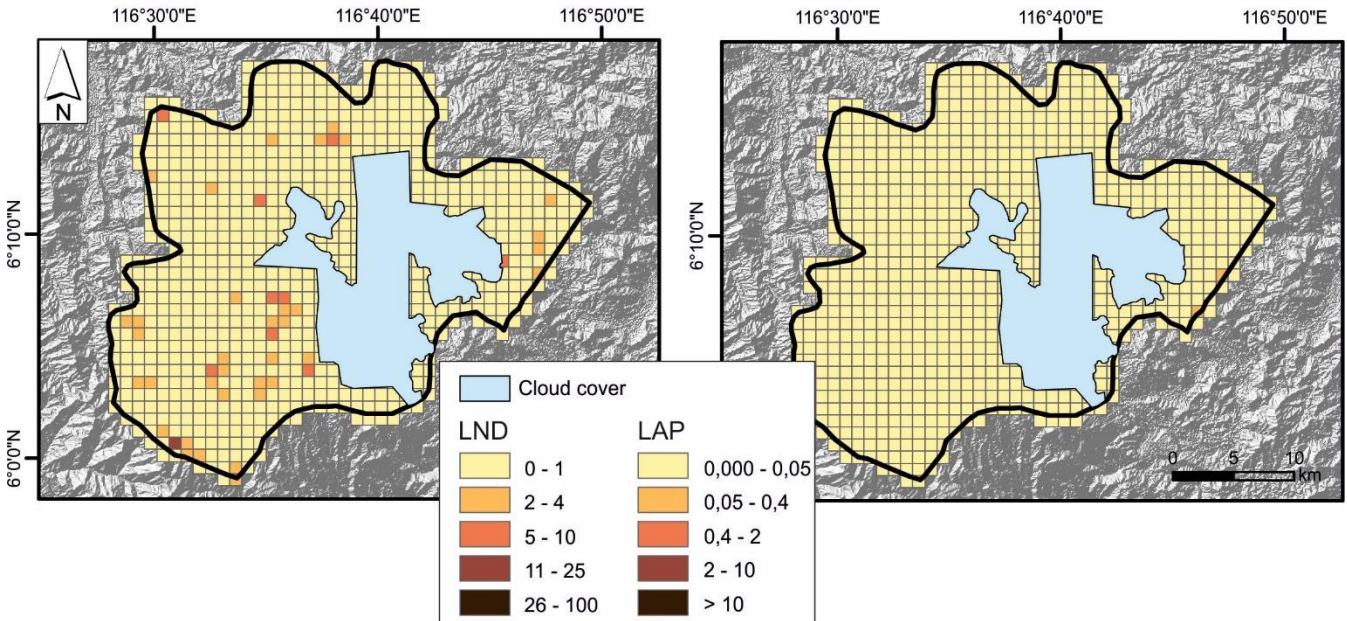 116°30'0"E 116°40'0"E 116°50'0"E 116°30'0"E 116°40'0"E 116°50'0"E
N
6°10'0"N 6°10'0"N
6°0'0"N
Cloud cover
LND LAP
0 - 1 0,000 - 0,05
2 - 4 0,05 - 0,4
5 - 10 0,4 - 2
11 - 25 2 - 10
26 - 100 > 10
0 5 10
km